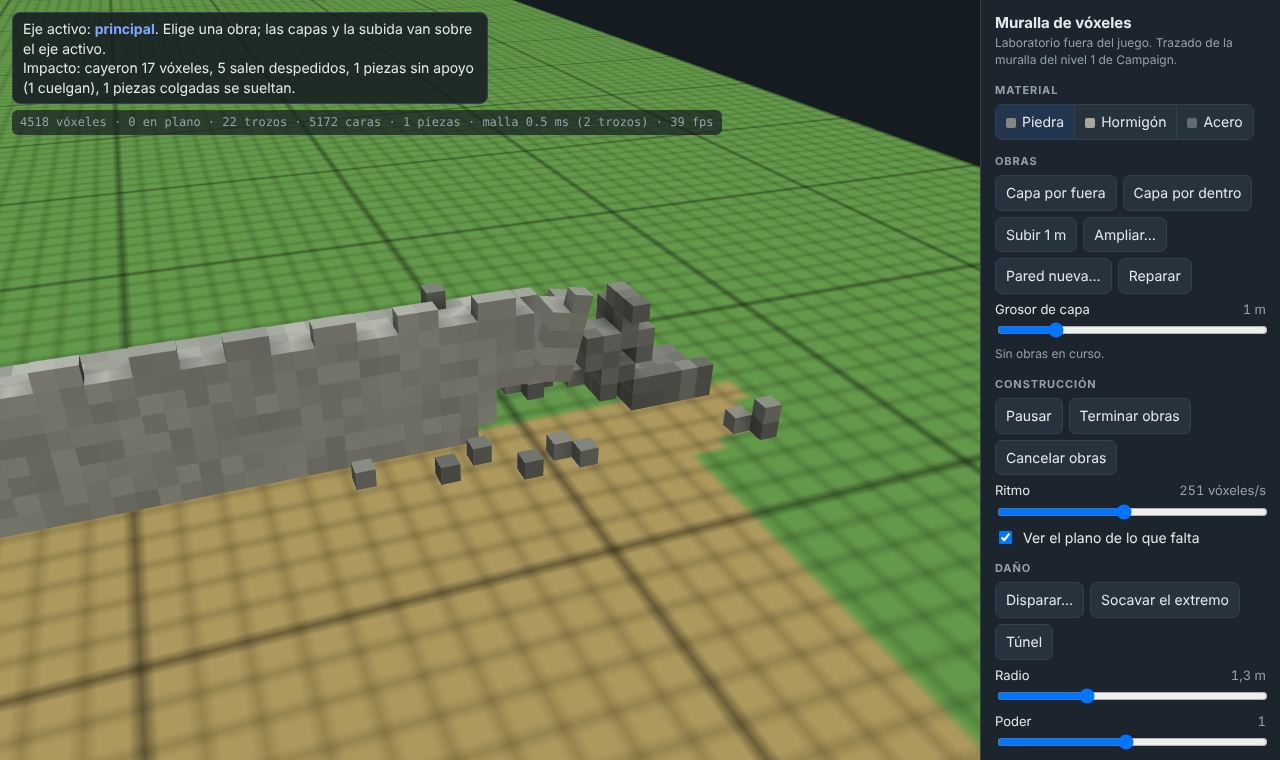 Eje activo: principal. Elige una obra; las capas y la subida van sobre
el eje activo.
Impacto: cayeron 17 vóxeles, 5 salen despedidos, 1 piezas sin apoyo
(1 cuelgan), 1 piezas colgadas se sueltan.
4518 vóxeles · 0 en plano · 22 trozos · 5172 caras · 1 piezas · malla 0.5 ms (2 trozos) · 39 fps
Muralla de vóxeles
Laboratorio fuera del juego. Trazado de la
muralla del nivel 1 de Campaign.
MATERIAL
Piedra Hormigón Acero
OBRAS
Capa por fuera Capa por dentro
Subir 1 m Ampliar...
Pared nueva... Reparar
Grosor de capa 1 m
Sin obras en curso.
CONSTRUCCIÓN
Pausar Terminar obras
Cancelar obras
Ritmo 251 vóxeles/s
Ver el plano de lo que falta
DAÑO
Disparar... Socavar el extremo
Túnel
Radio 1,3 m
Poder 1